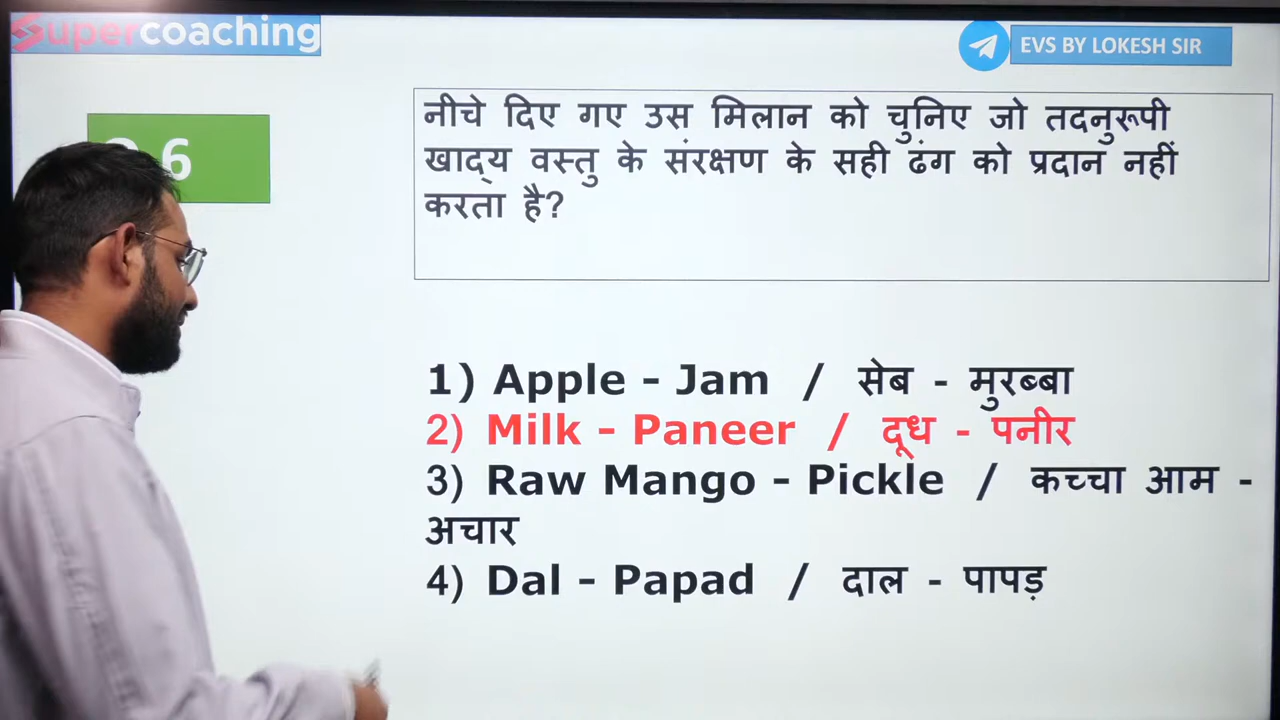 Supercoaching
EVS BY LOKESH SIR
6
नीचे दिए गए उस मिलान को चुनिए जो तदनुरूपी
खाद्य वस्तु के संरक्षण के सही ढंग को प्रदान नहीं
करता है?
1) Apple - Jam / सेब - मुरब्बा
2) Milk - Paneer / दूध - पनीर
3) Raw Mango - Pickle / कच्चा आम -
अचार
4) Dal - Papad / दाल - पापड़